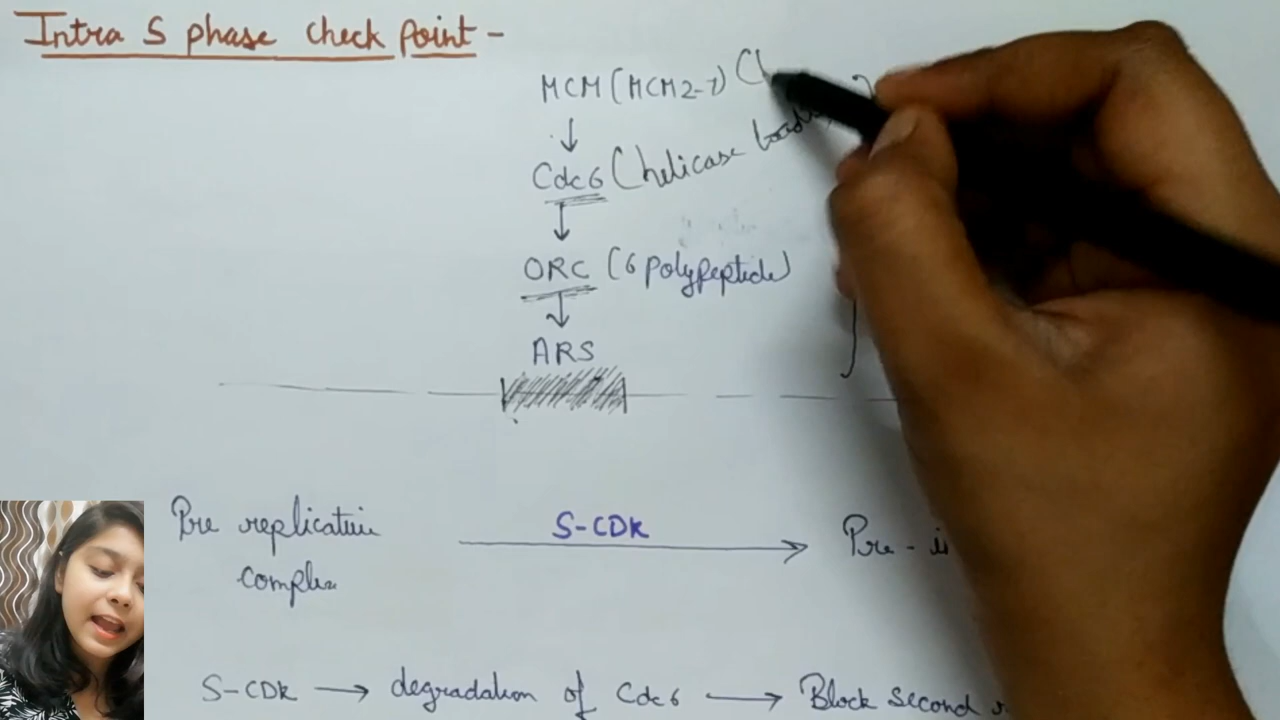 Intra S phase Check Point -
MCM (MCM2-7) (
Cdc6 (helicase
ORC (6 polypeptide)
ARS
Pre replication S-CDK Pre -
complex
S-CDK → degradation of Cdc6 → Block second